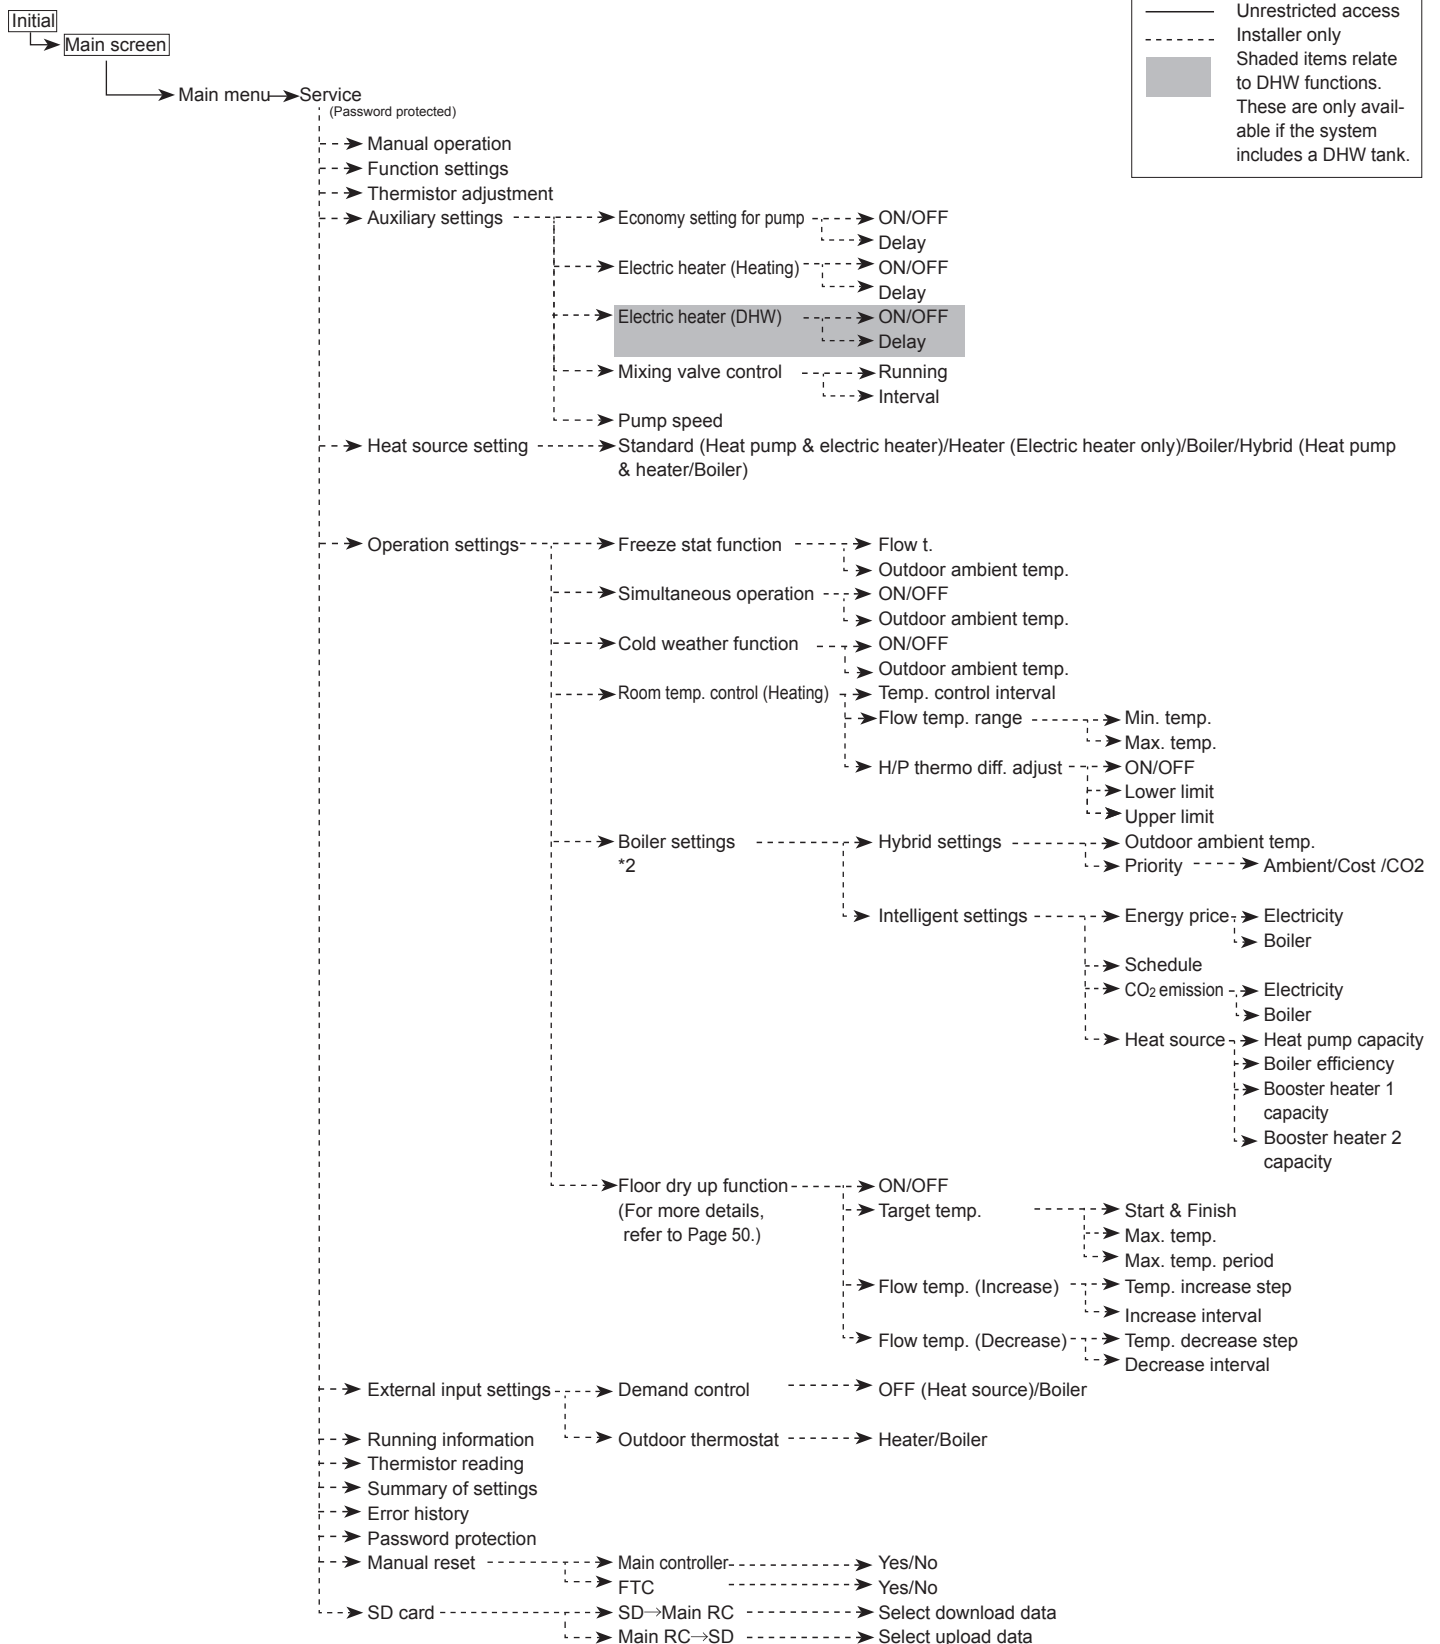 Initial
Main screen
Main menu
Service
(Password protected)
Unrestricted access
Installer only
Shaded items relate
to DHW functions.
These are only avail-
able if the system
includes a DHW tank.
Manual operation
Function settings
Thermistor adjustment
Auxiliary settings
Economy setting for pump
ON/OFF
Delay
Electric heater (Heating)
ON/OFF
Delay
Electric heater (DHW)
ON/OFF
Delay
Mixing valve control
Running
Interval
Pump speed
Heat source setting
Standard (Heat pump & electric heater)/Heater (Electric heater only)/Boiler/Hybrid (Heat pump
& heater/Boiler)
Operation settings
Freeze stat function
Flow t.
Outdoor ambient temp.
Simultaneous operation
ON/OFF
Outdoor ambient temp.
Cold weather function
ON/OFF
Outdoor ambient temp.
Room temp. control (Heating)
Temp. control interval
Flow temp. range
Min. temp.
Max. temp.
H/P thermo diff. adjust
ON/OFF
Lower limit
Upper limit
Boiler settings
*2
Hybrid settings
Outdoor ambient temp.
Priority
Ambient/Cost /CO2
Intelligent settings
Energy price
Electricity
Boiler
Schedule
CO2 emission
Electricity
Boiler
Heat source
Heat pump capacity
Boiler efficiency
Booster heater 1
capacity
Booster heater 2
capacity
Floor dry up function
(For more details,
refer to Page 50.)
ON/OFF
Target temp.
Start & Finish
Max. temp.
Max. temp. period
Flow temp. (Increase)
Temp. increase step
Increase interval
Flow temp. (Decrease)
Temp. decrease step
Decrease interval
External input settings
Demand control
OFF (Heat source)/Boiler
Outdoor thermostat
Heater/Boiler
Running information
Thermistor reading
Summary of settings
Error history
Password protection
Manual reset
Main controller
Yes/No
FTC
Yes/No
SD card
SD→Main RC
Select download data
Main RC→SD
Select upload data